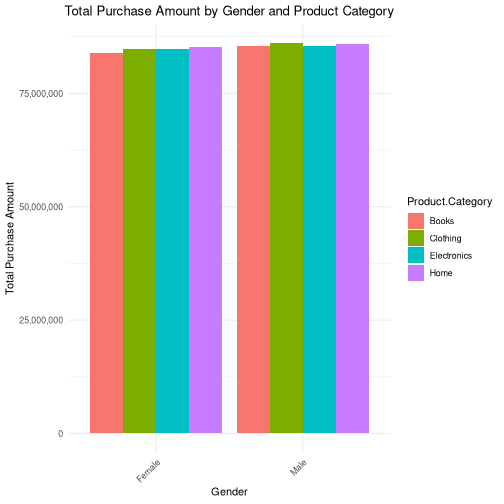 Total Purchase Amount by Gender and Product Category
Total Purchase Amount
75,000,000
50,000,000
25,000,000
0
Female
Male
Gender
Product.Category
Books
Clothing
Electronics
Home